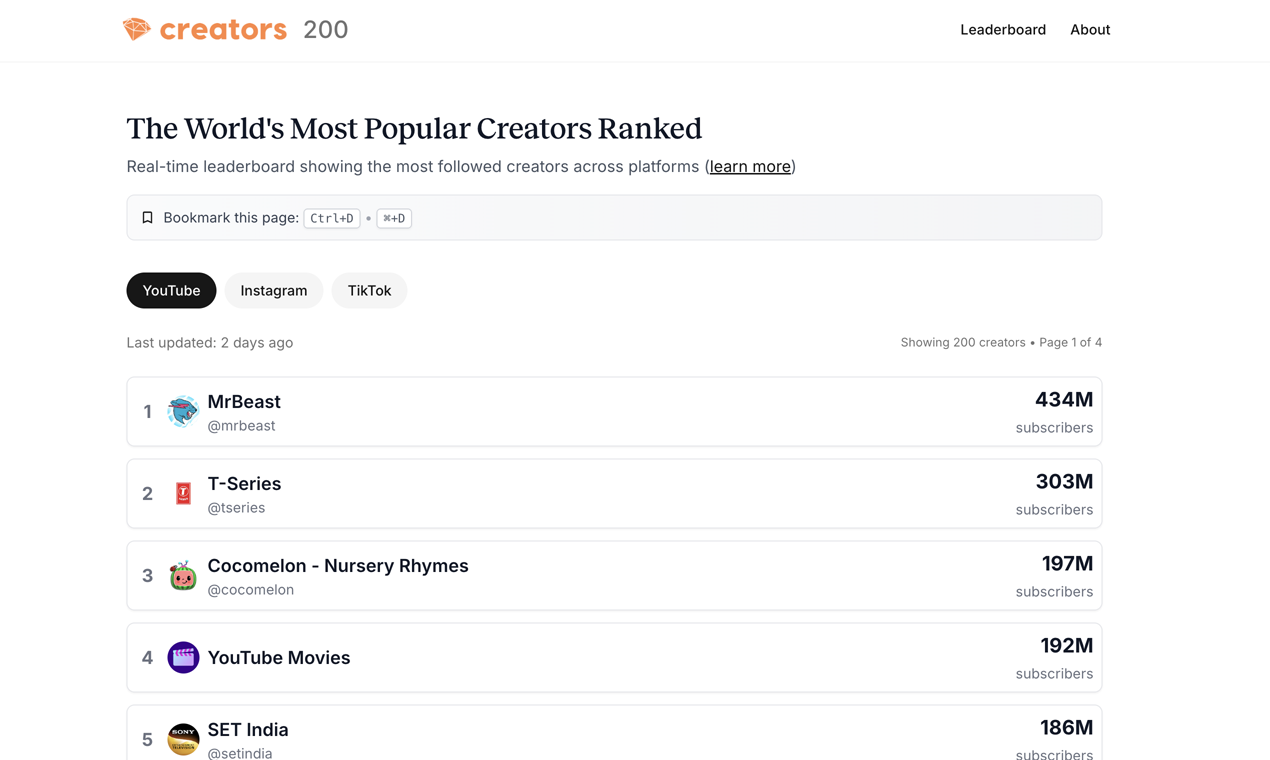 creators 200
Leaderboard
About
The World's Most Popular Creators Ranked
Real-time leaderboard showing the most followed creators across platforms (learn more)
Bookmark this page: Ctrl+D • ⌘+D
YouTube
Instagram
TikTok
Last updated: 2 days ago
Showing 200 creators • Page 1 of 4
1
MrBeast
@mrbeast
434M
subscribers
2
T-Series
@tseries
303M
subscribers
3
Cocomelon - Nursery Rhymes
@cocomelon
197M
subscribers
4
YouTube Movies
192M
subscribers
5
SONY
SET India
@setindia
186M
subscribers